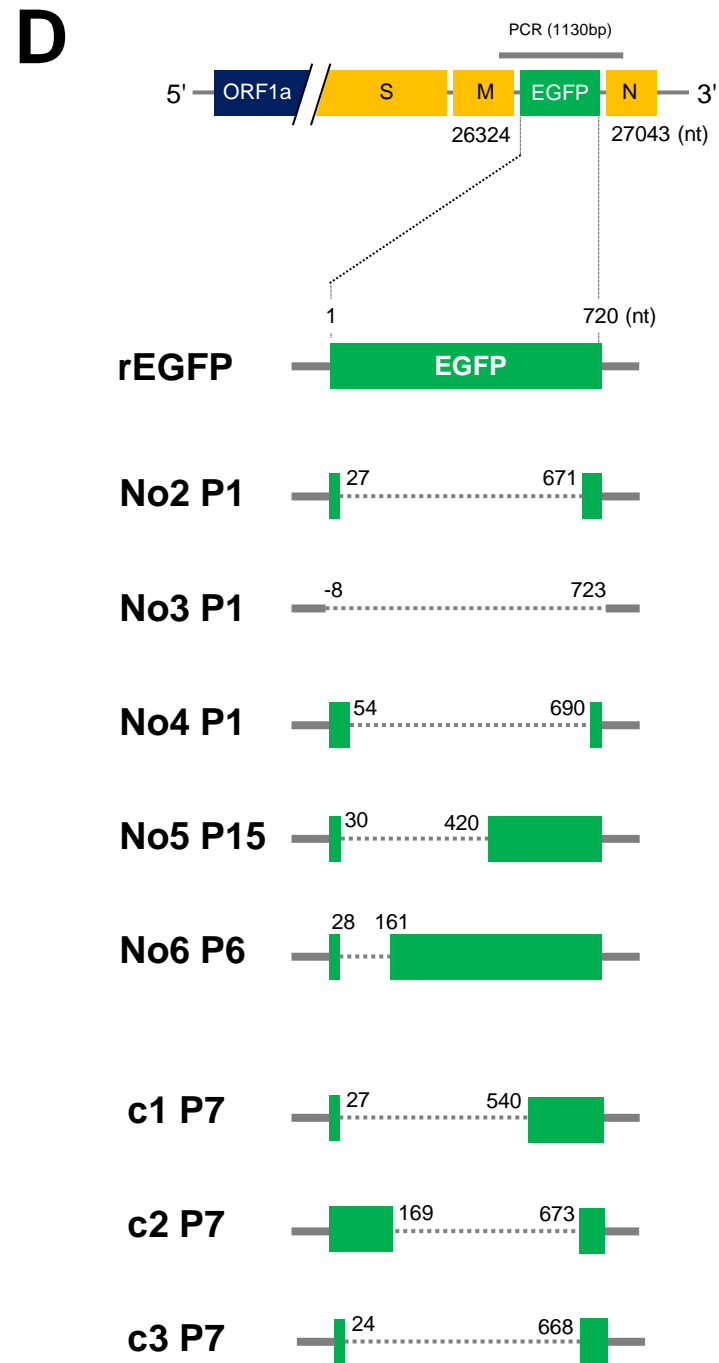 D
PCR (1130bp)
5' ORF1a S M EGFP N 3'
26324 27043 (nt)
1 720 (nt)
rEGFP EGFP
No2 P1 27 671
No3 P1 -8 723
No4 P1 54 690
No5 P15 30 420
No6 P6 28 161
c1 P7 27 540
c2 P7 169 673
c3 P7 24 668